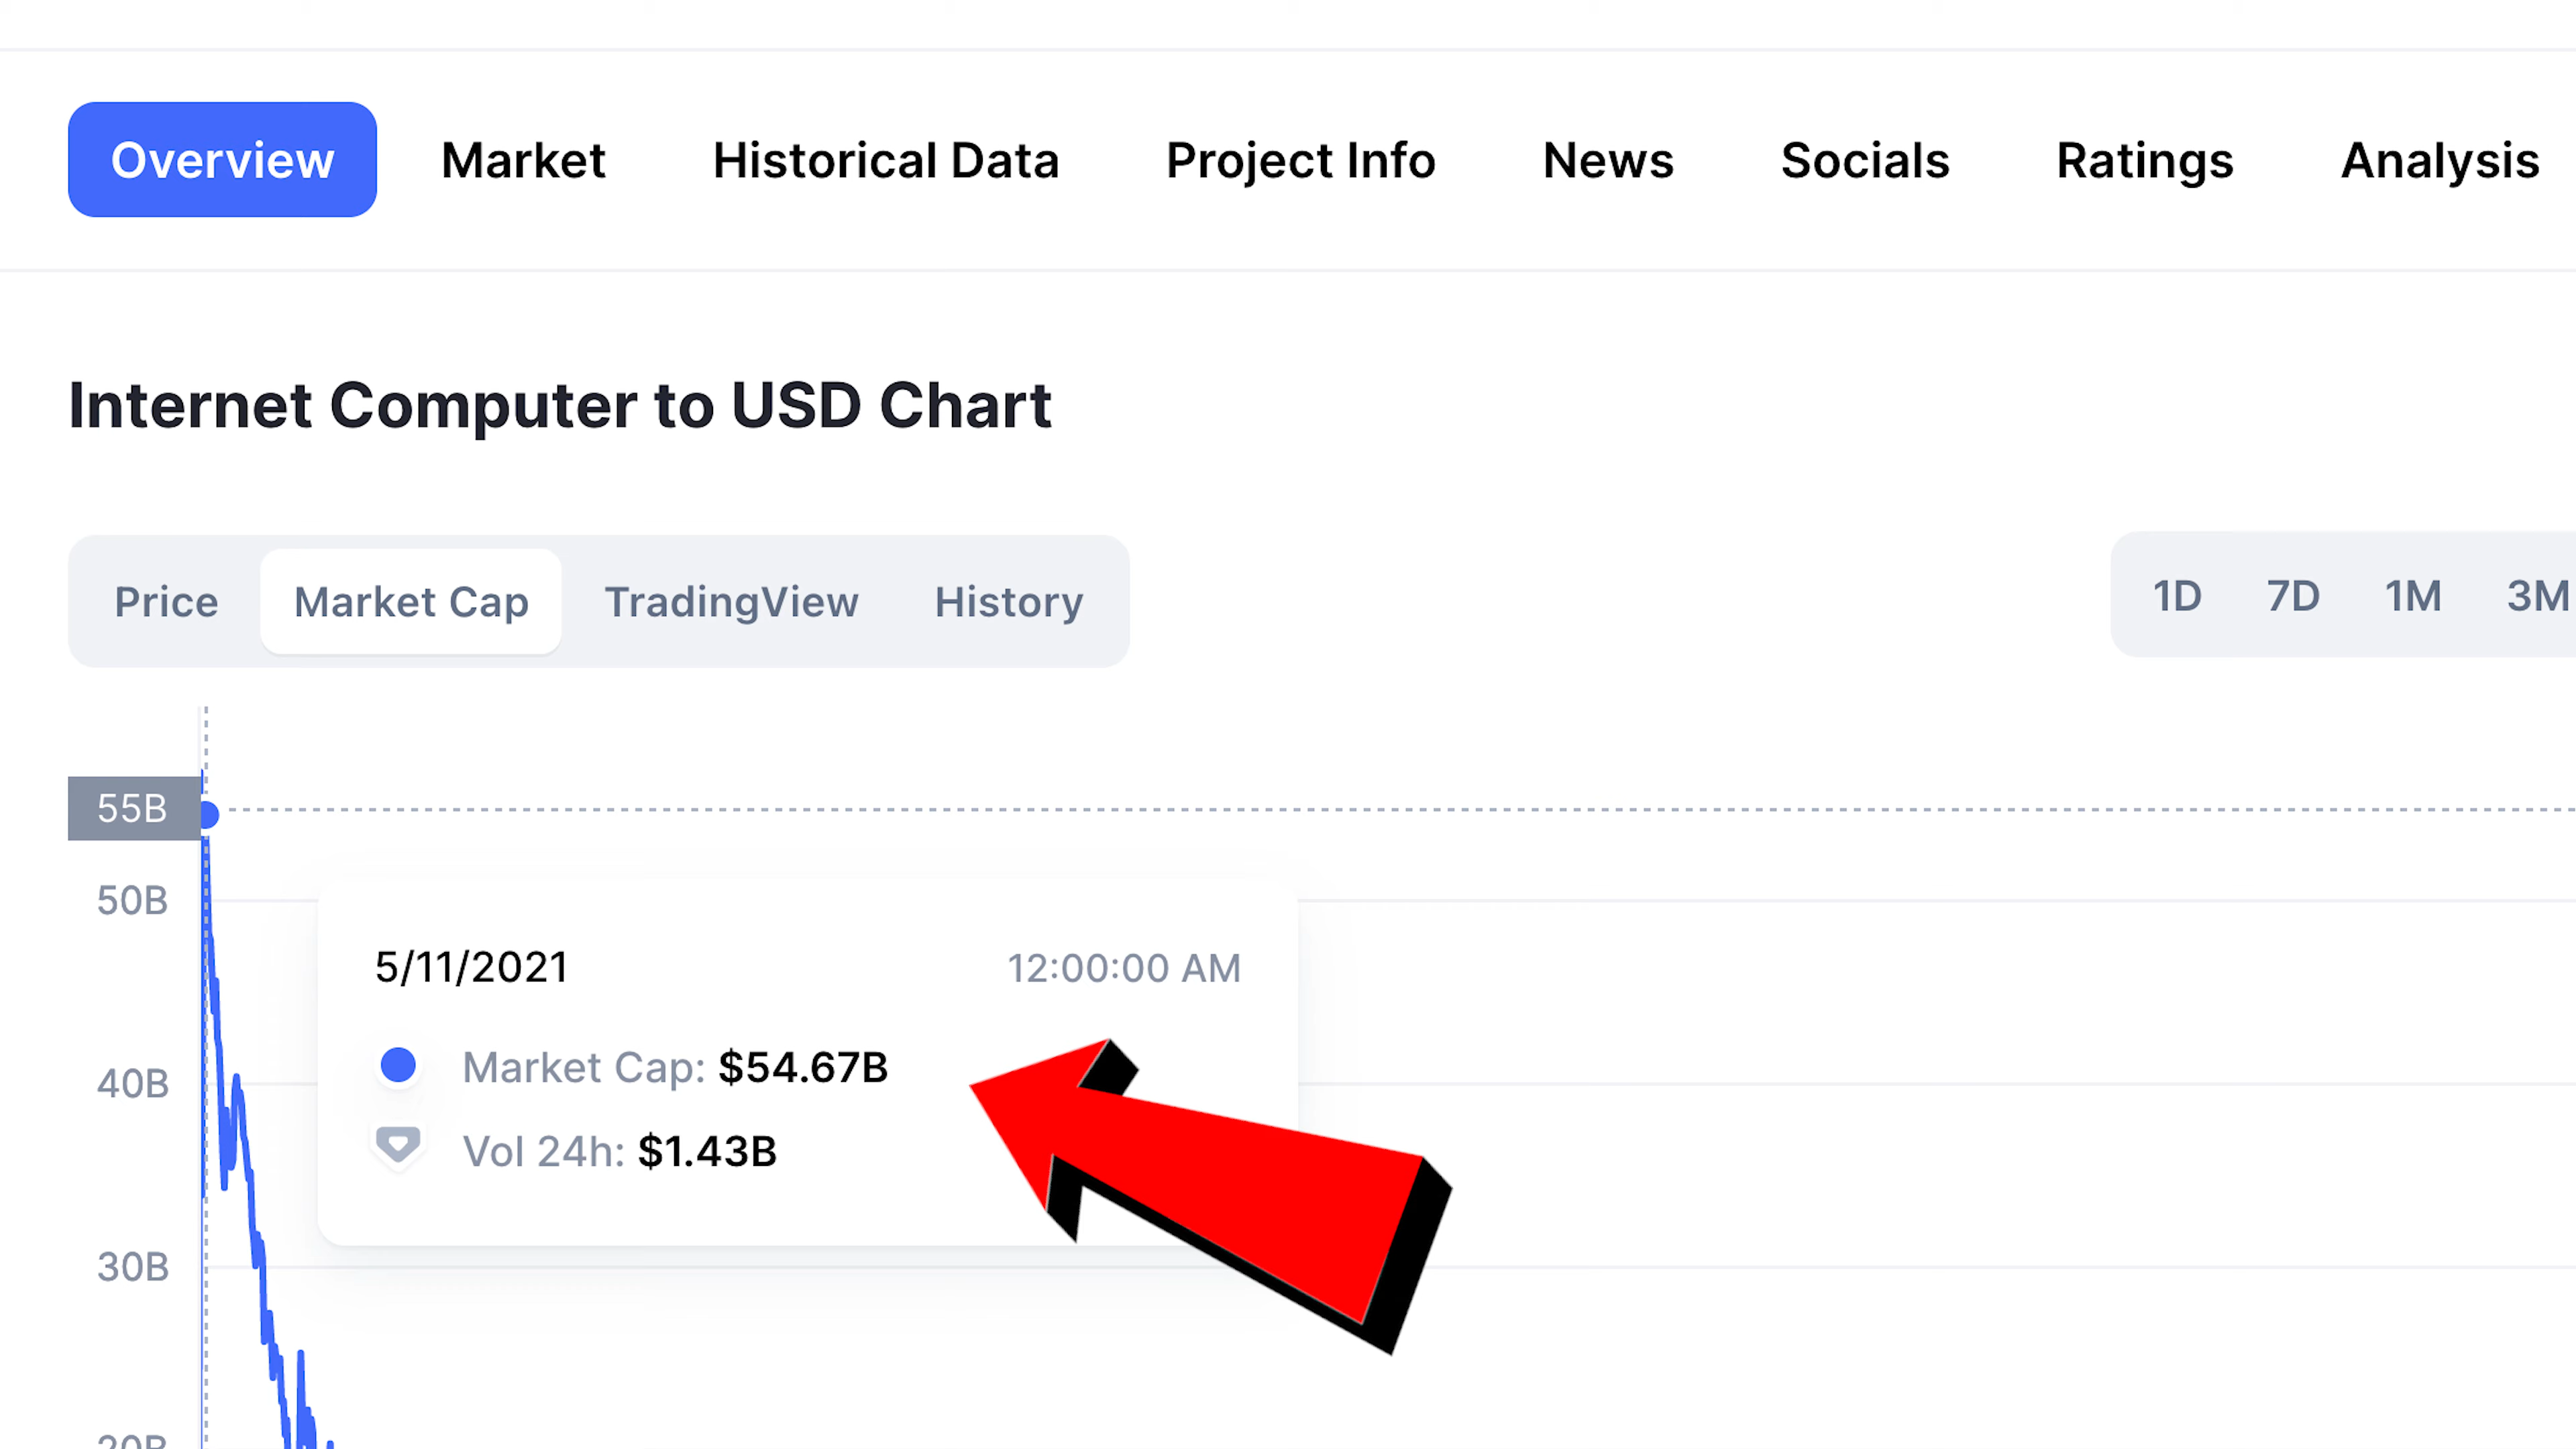 Overview Market Historical Data Project Info News Socials Ratings Analysis
Internet Computer to USD Chart
Price Market Cap TradingView History
1D 7D 1M 3M
55B
50B
5/11/2021 12:00:00 AM
Market Cap: $54.67B
40B
Vol 24h: $1.43B
30B
20B